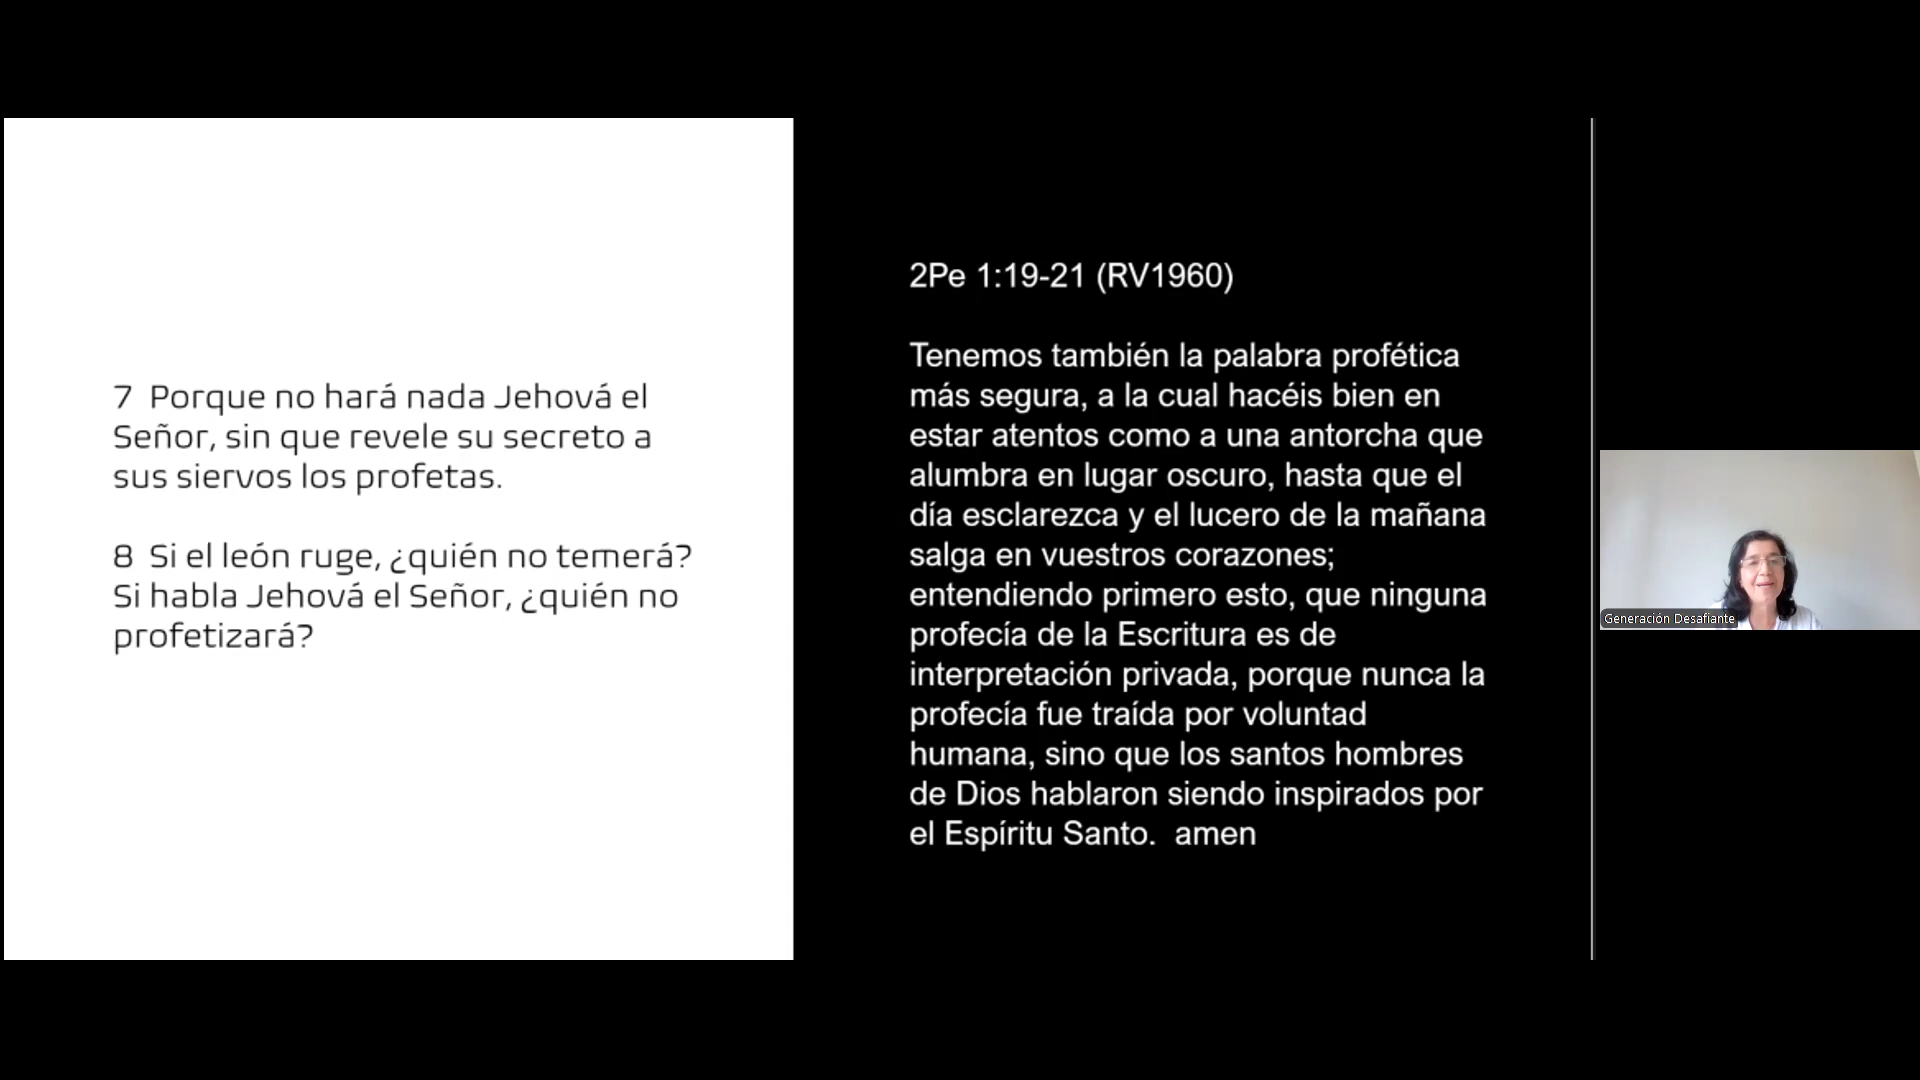 7  Porque no hará nada Jehová el
Señor, sin que revele su secreto a
sus siervos los profetas.
8  Si el león ruge, ¿quién no temerá?
Si habla Jehová el Señor, ¿quién no
profetizará?
2Pe 1:19-21 (RV1960)
Tenemos también la palabra profética
más segura, a la cual hacéis bien en
estar atentos como a una antorcha que
alumbra en lugar oscuro, hasta que el
día esclarezca y el lucero de la mañana
salga en vuestros corazones;
entendiendo primero esto, que ninguna
profecía de la Escritura es de
interpretación privada, porque nunca la
profecía fue traída por voluntad
humana, sino que los santos hombres
de Dios hablaron siendo inspirados por
el Espíritu Santo.  amen
Generación Desafiante